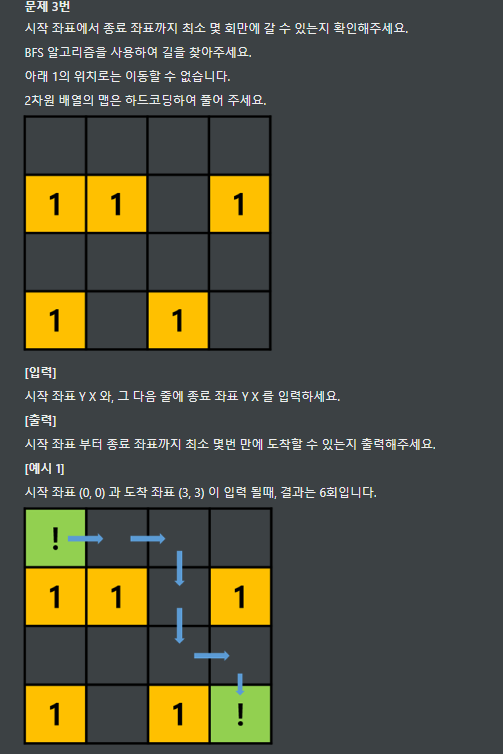 문제 3번
시작 좌표에서 종료 좌표까지 최소 몇 회만에 갈 수 있는지 확인해주세요.
BFS 알고리즘을 사용하여 길을 찾아주세요.
아래 1의 위치로는 이동할 수 없습니다.
2차원 배열의 맵은 하드코딩하여 풀어 주세요.
1 1 1
1 1
[입력]
시작 좌표 Y X 와, 그 다음 줄에 종료 좌표 Y X 를 입력하세요.
[출력]
시작 좌표 부터 종료 좌표까지 최소 몇번 만에 도착할 수 있는지 출력해주세요.
[예시 1]
시작 좌표 (0, 0) 과 도착 좌표 (3, 3) 이 입력 될때, 결과는 6회입니다.
!
1 1 1
1 1 !